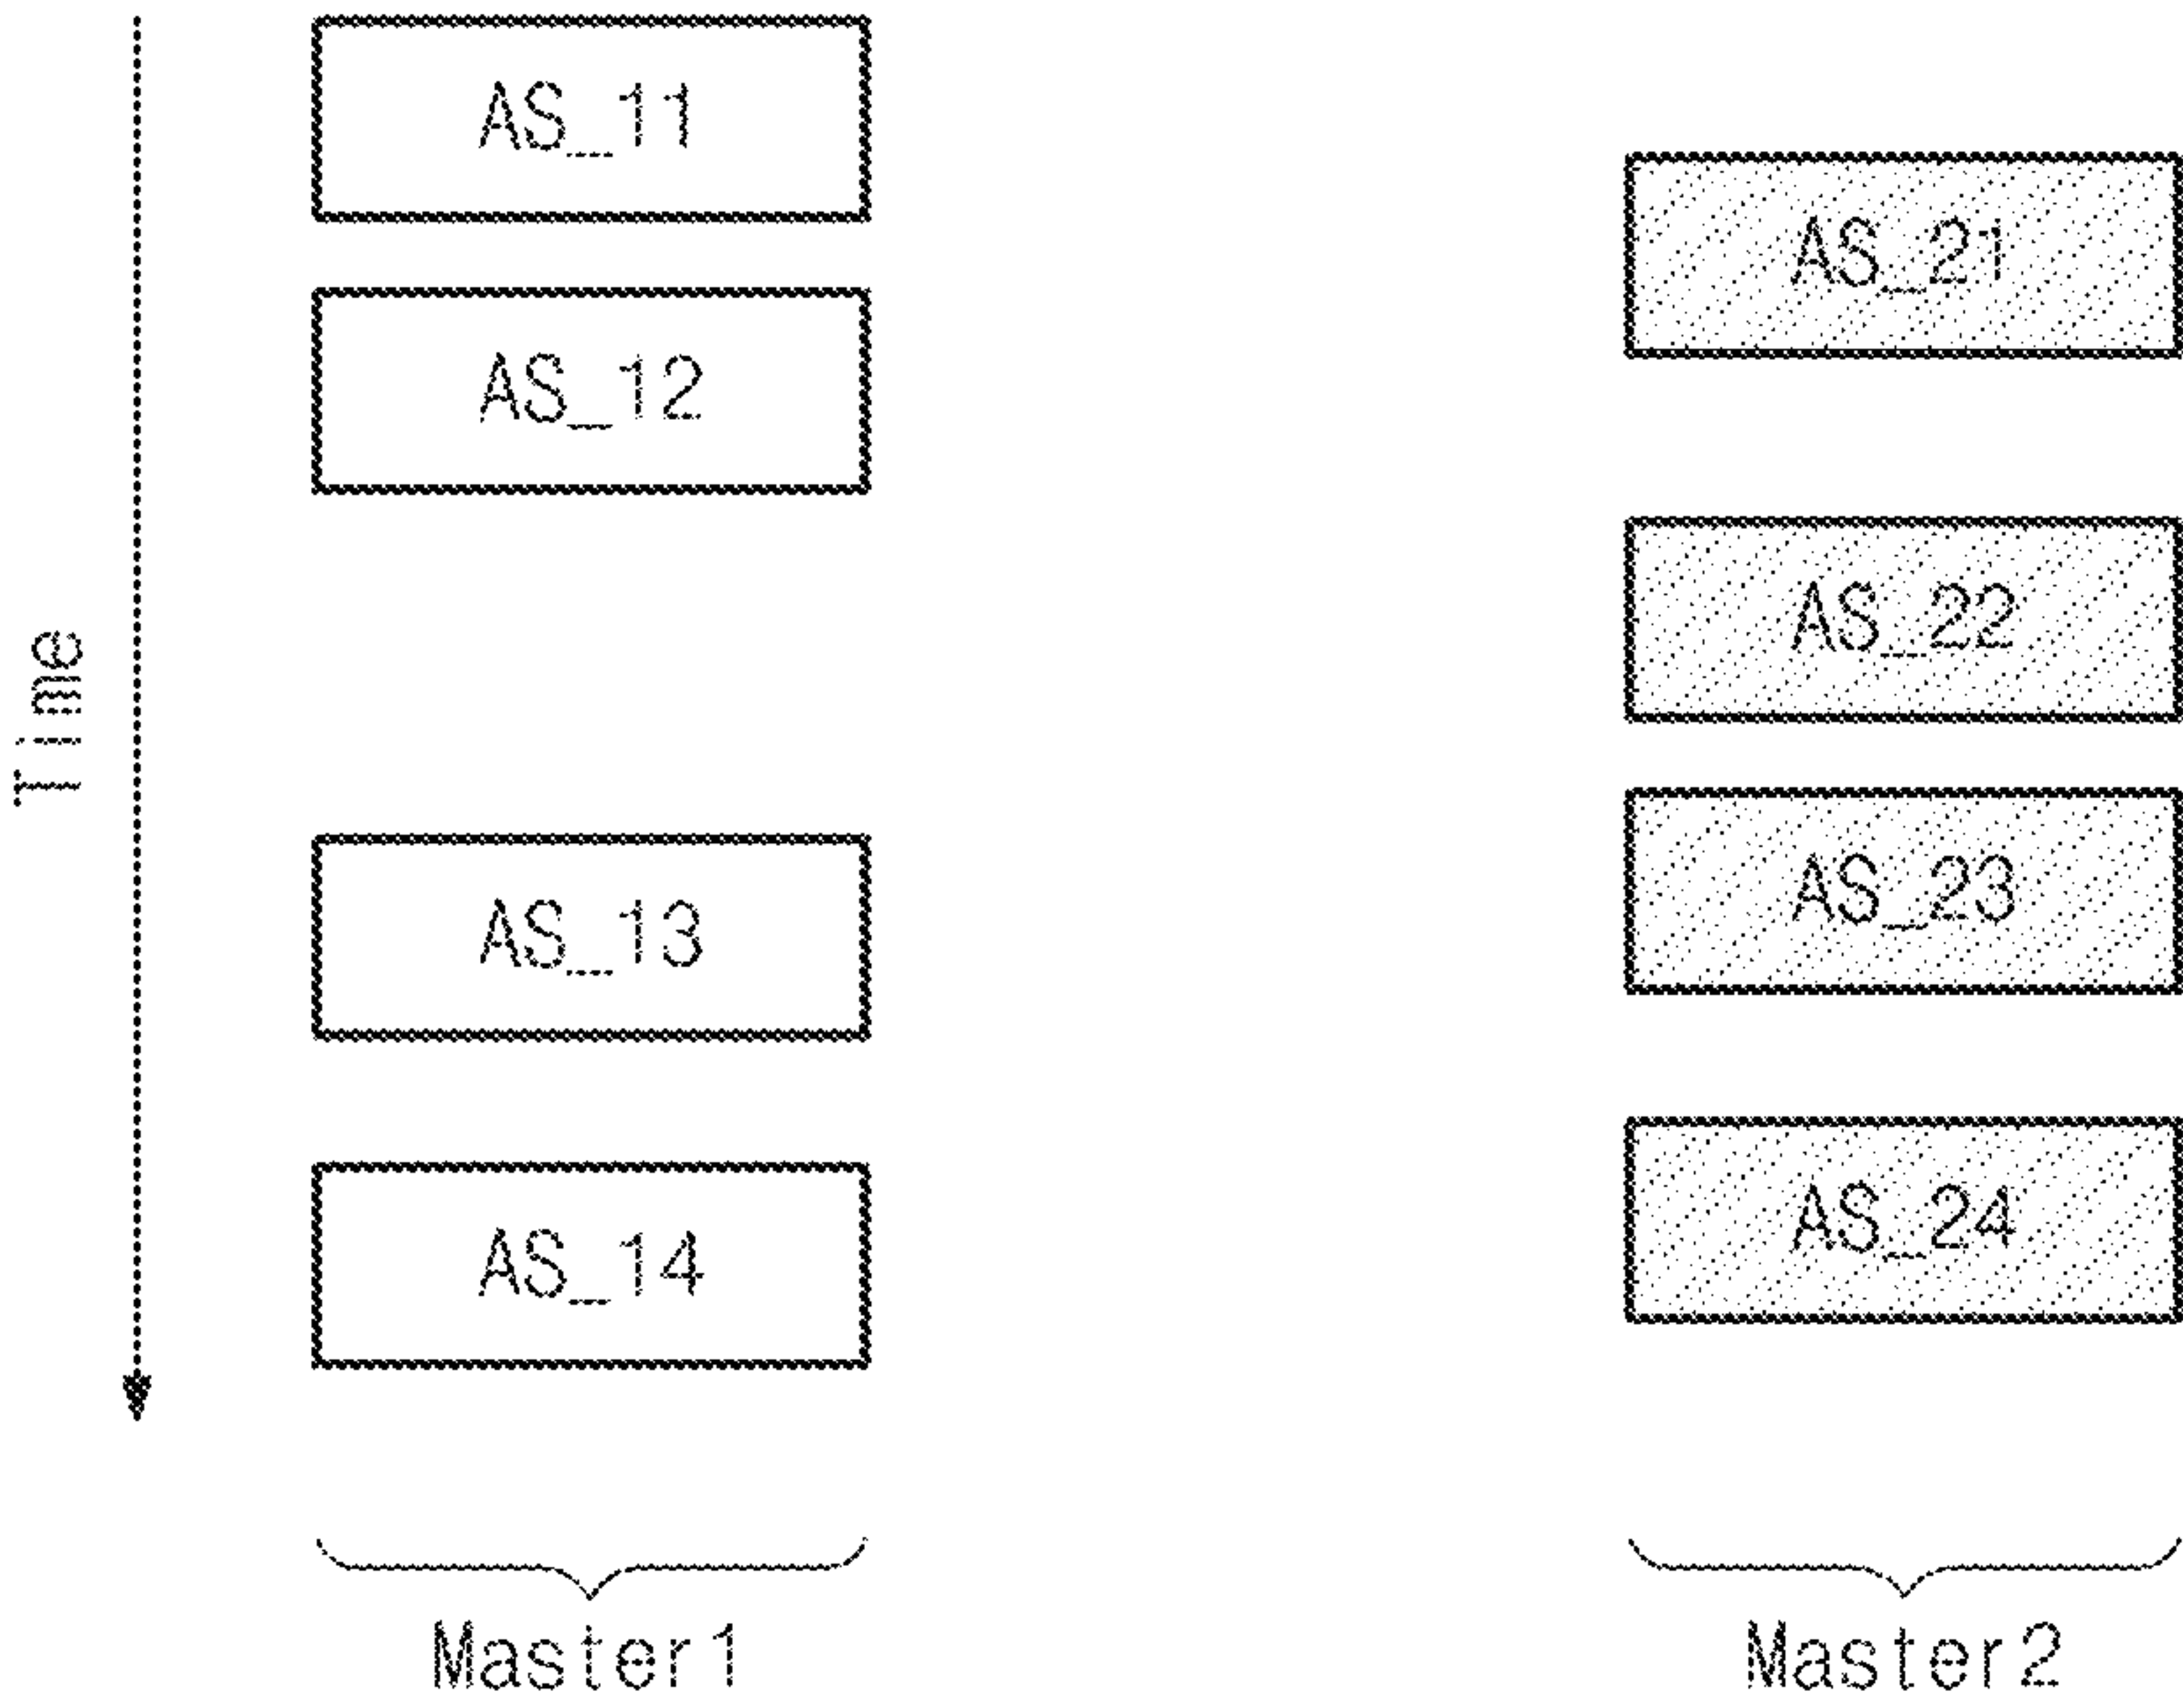 Time
AS_11
AS_12
AS_13
AS_14
Master1
AS_21
AS_22
AS_23
AS_24
Master2